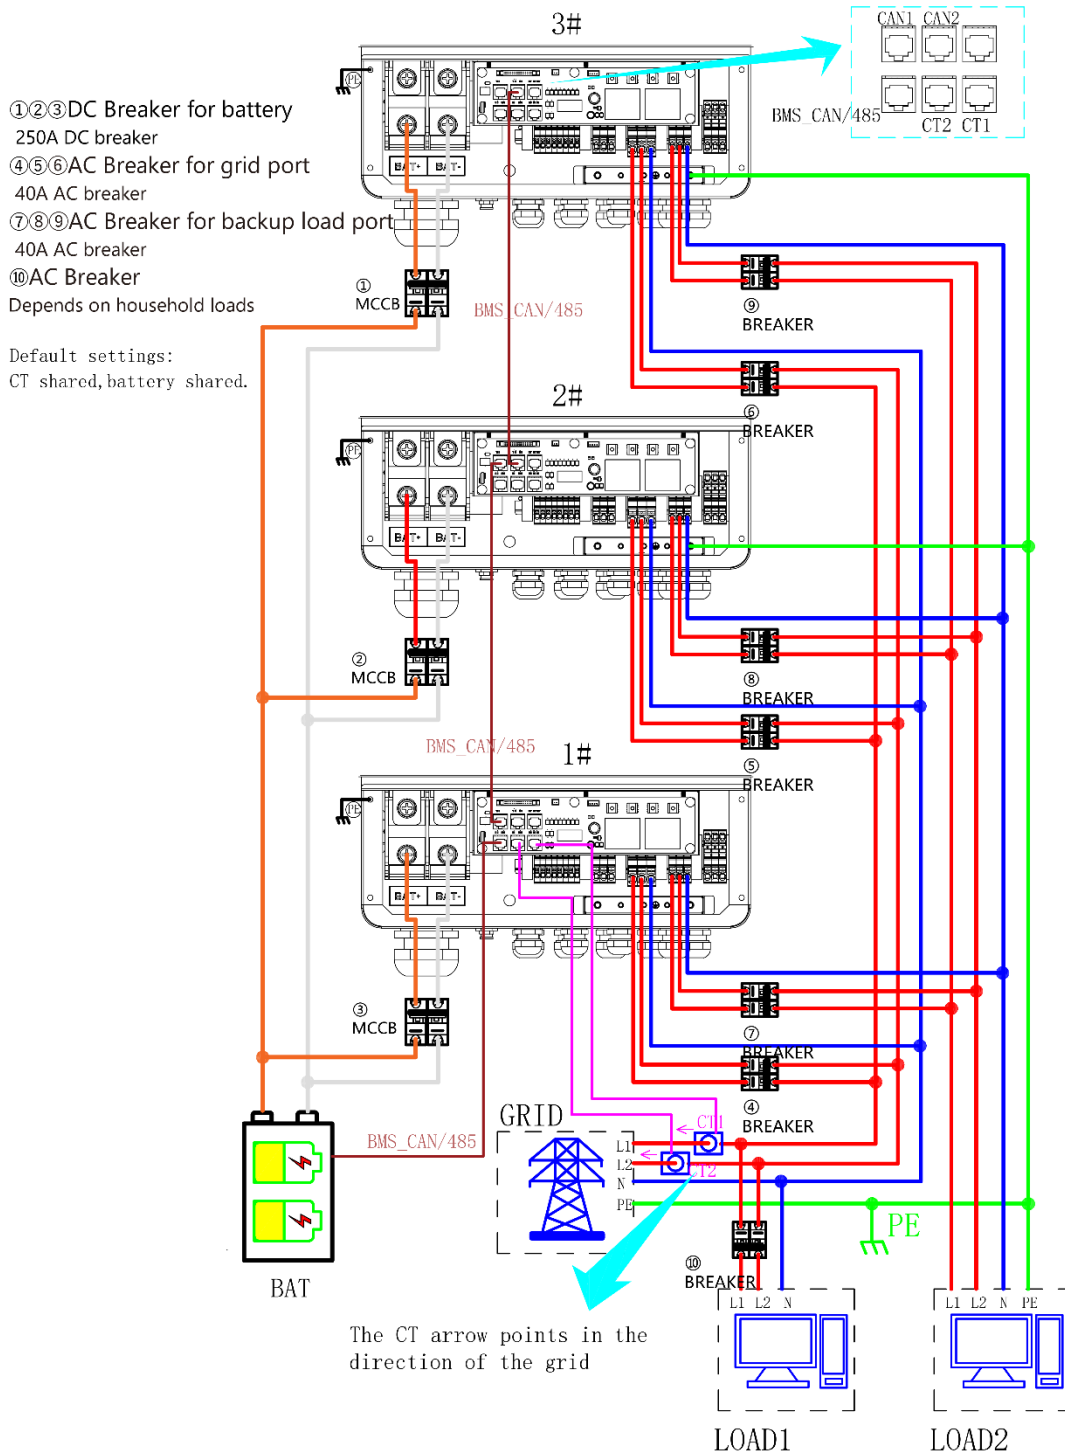 3#
CAN1 CAN2
BMS_CAN/485
CT2 CT1
①②③DC Breaker for battery
250A DC breaker
④⑤⑥AC Breaker for grid port
40A AC breaker
⑦⑧⑨AC Breaker for backup load port
40A AC breaker
⑩AC Breaker
Depends on household loads
Default settings:
CT shared,battery shared.
PE
BAT+ BAT-
①
MCCB
BMS_CAN/485
⑨
BREAKER
⑥
BREAKER
2#
PE
BAT+ BAT-
②
MCCB
⑧
BREAKER
BMS_CAN/485
⑤
BREAKER
1#
PE
BAT+ BAT-
③
MCCB
⑦
BREAKER
④
BREAKER
GRID
CT1
BMS_CAN/485
L1
L2
CT2
N
PE
PE
BAT
⑩
BREAKER
L1 L2 N
L1 L2 N PE
The CT arrow points in the
direction of the grid
LOAD1
LOAD2